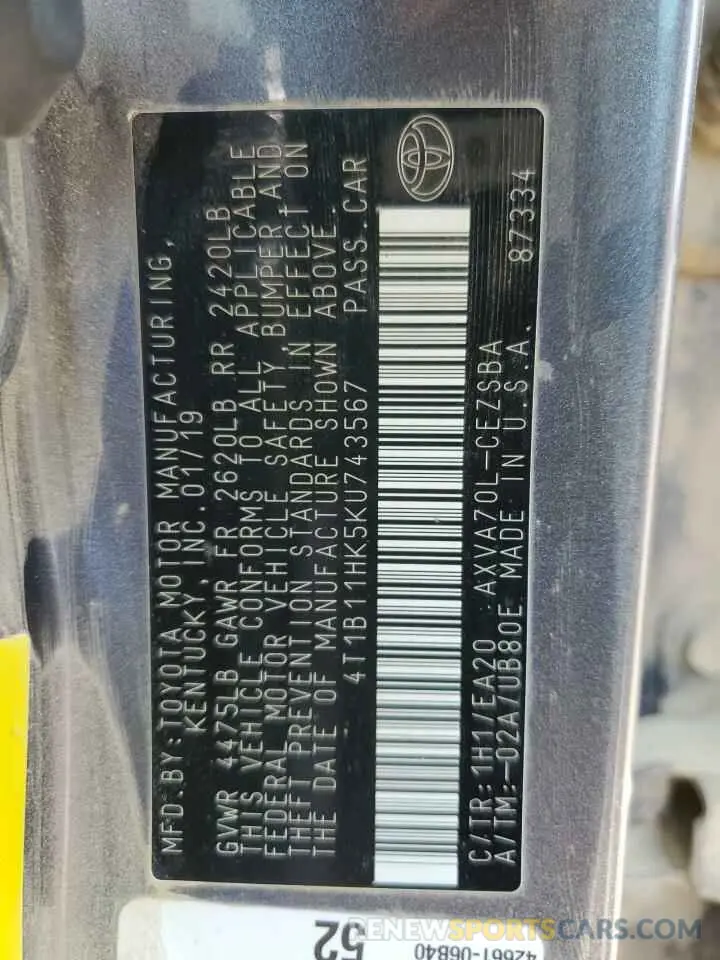 MFD.BY:TOYOTA MOTOR MANUFACTURING,
KENTUCKY, INC.01/19
GVWR 4475LB GAWR FR 2620LB RR 2420LB
THIS VEHICLE CONFORMS TO ALL APPLICABLE
FEDERAL MOTOR VEHICLE SAFETY, BUMPER AND
THEFT PREVENTION STANDARDS IN EFFECT ON
THE DATE OF MANUFACTURE SHOWN ABOVE.
4T1B11HK5KU743567 PASS.CAR
C/TR:1H1/EA20 AXVA70L-CEZSBA
A/TM:-02A/UB80E MADE IN U.S.A. 87334
52
42661-06B40
RENEWSPORTSCARS.COM